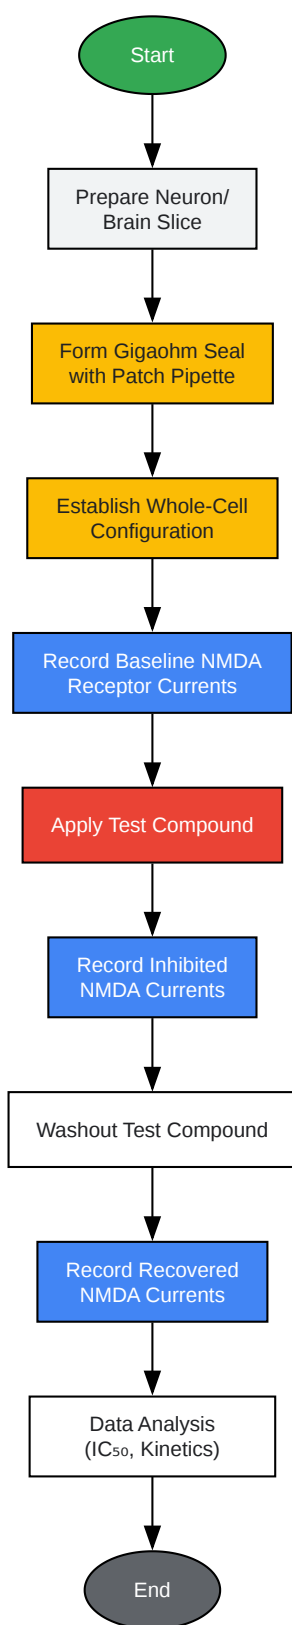 Start
Prepare Neuron/
Brain Slice
Form Gigaohm Seal
with Patch Pipette
Establish Whole-Cell
Configuration
Record Baseline NMDA
Receptor Currents
Apply Test Compound
Record Inhibited
NMDA Currents
Washout Test Compound
Record Recovered
NMDA Currents
Data Analysis
(IC₅₀, Kinetics)
End